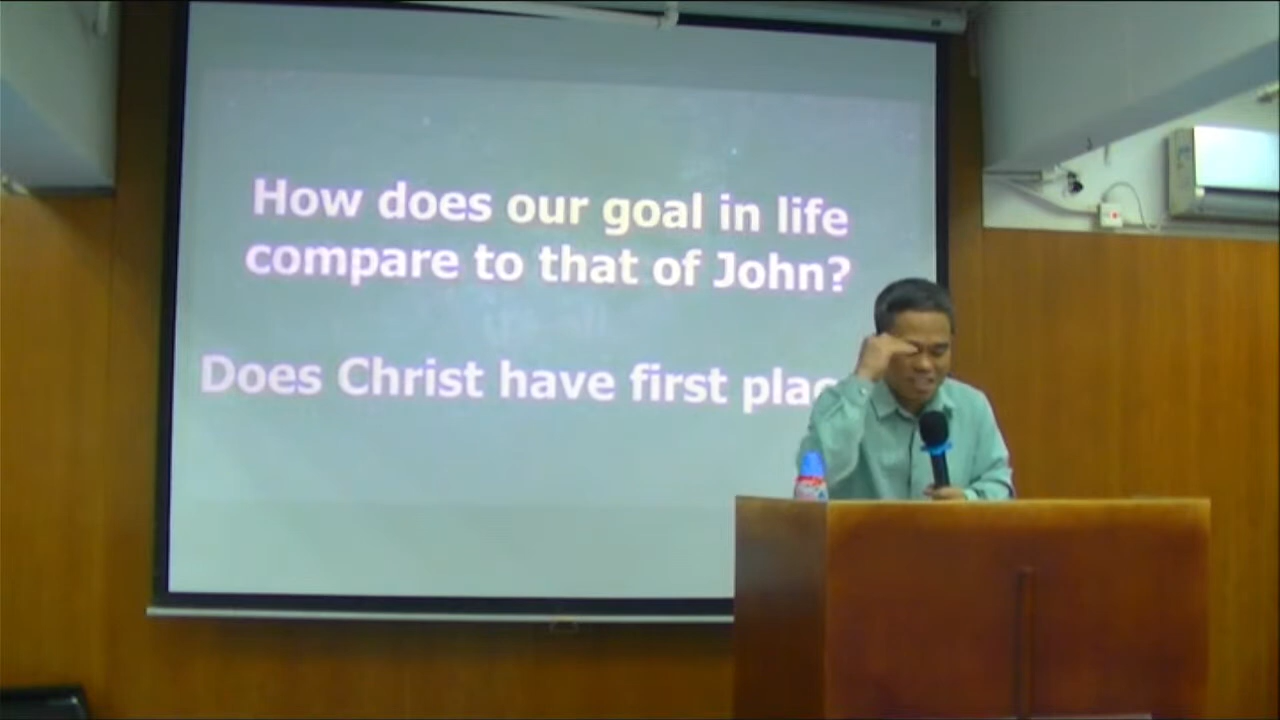 How does our goal in life
compare to that of John?
Does Christ have first